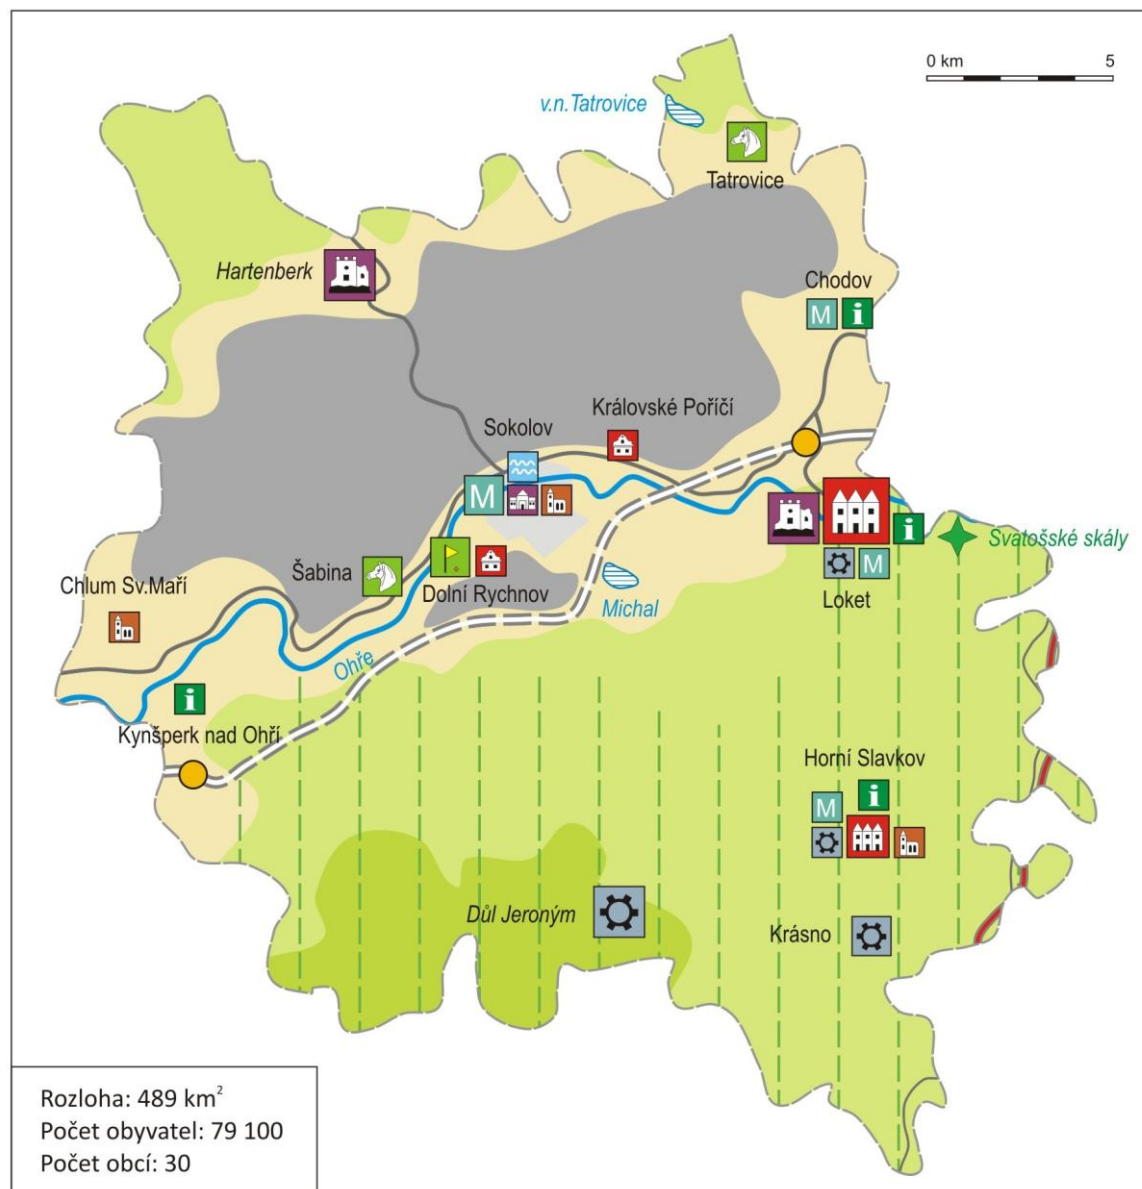 0 km 5
v.n.Tatrovice
Tatrovice
Hartenberk
Chodov
M i
Královské Poříčí
Sokolov
M
i
Svatošské skály
Šabina
M
Chlum Sv.Maří
Dolní Rychnov
Michal
Loket
Ohře
i
Kynšperk nad Ohří
Horní Slavkov
i
M
Důl Jeroným
Krásno
Rozloha: 489 km²
Počet obyvatel: 79 100
Počet obcí: 30